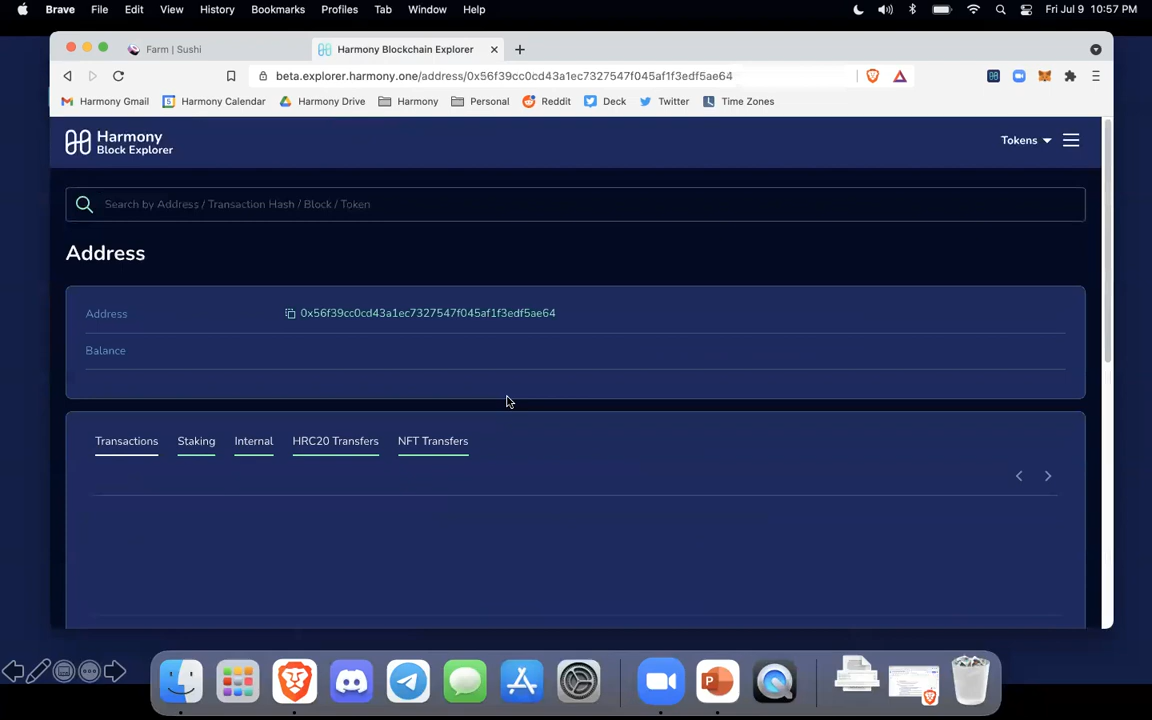 Brave File Edit View History Bookmarks Profiles Tab Window Help Fri Jul 9 10:57 PM
Farm | Sushi Harmony Blockchain Explorer
beta.explorer.harmony.one/address/0x56f39cc0cd43a1ec7327547f045af1f3edf5ae64
Harmony Gmail Harmony Calendar Harmony Drive Harmony Personal Reddit Deck Twitter Time Zones
Harmony
Block Explorer
Tokens
Search by Address / Transaction Hash / Block / Token
Address
Address 0x56f39cc0cd43a1ec7327547f045af1f3edf5ae64
Balance
Transactions Staking Internal HRC20 Transfers NFT Transfers